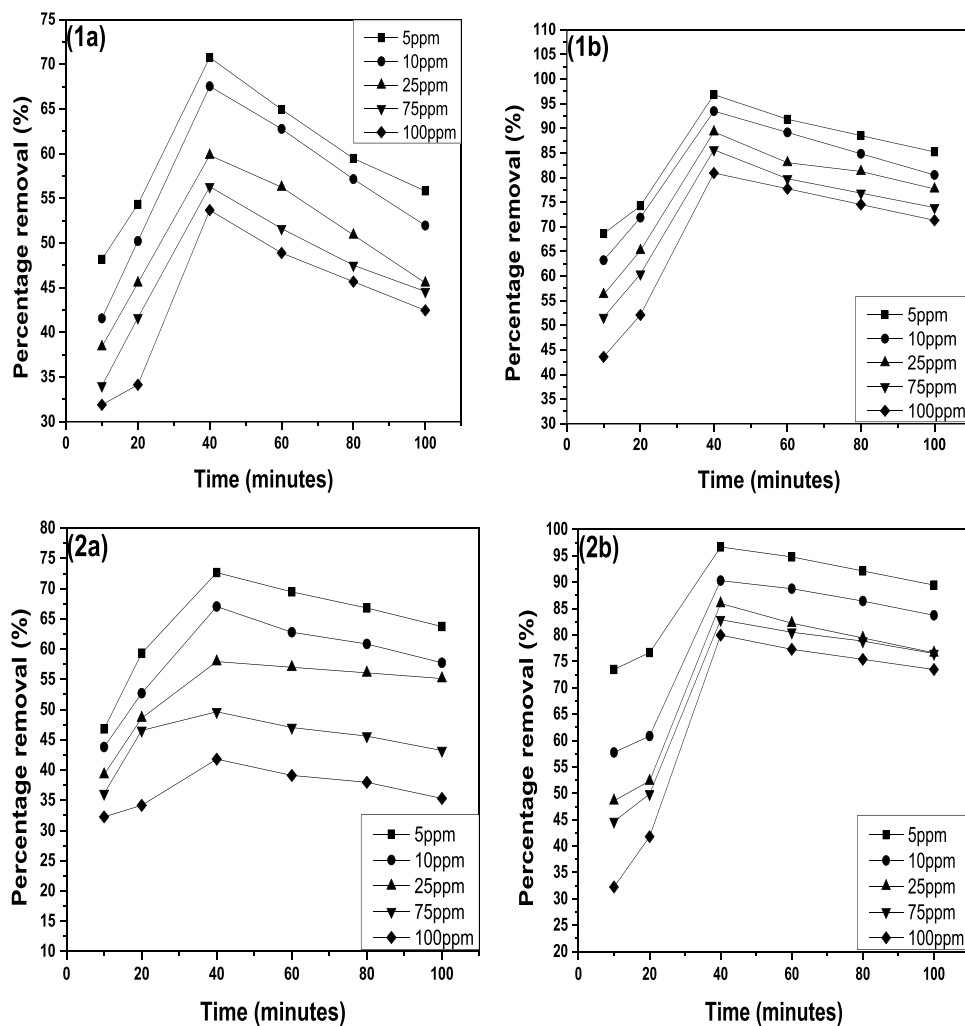 (1a)
5ppm
10ppm
25ppm
75ppm
100ppm
75
70
65
60
55
50
45
40
35
30
0 20 40 60 80 100
Percentage removal (%)
Time (minutes)
(1b)
110
105
100
95
90
85
80
75
70
65
60
55
50
45
40
35
30
5ppm
10ppm
25ppm
75ppm
100ppm
0 20 40 60 80 100
Percentage removal (%)
Time (minutes)
(2a)
80
75
70
65
60
55
50
45
40
35
30
25
20
15
10
5ppm
10ppm
25ppm
75ppm
100ppm
0 20 40 60 80 100
Percentage removal (%)
Time (minutes)
(2b)
100
95
90
85
80
75
70
65
60
55
50
45
40
35
30
25
20
5ppm
10ppm
25ppm
75ppm
100ppm
0 20 40 60 80 100
Percentage removal (%)
Time (minutes)